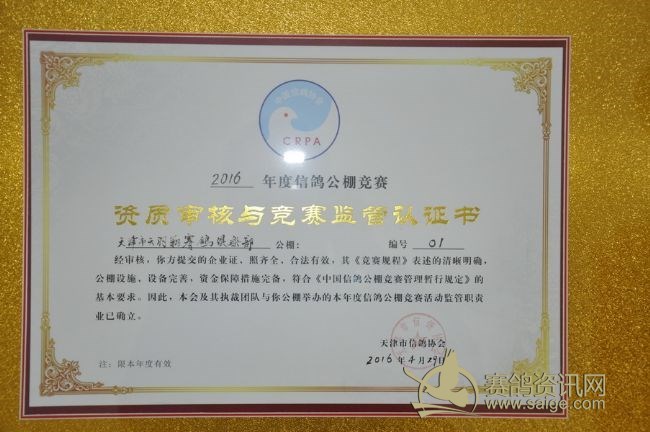 中国信鸽协会
CRPA
2016 年度信鸽公棚竞赛
资质审核与竞赛监管认证书
天津市天羽翔赛鸽俱乐部 公棚: 编号 01
经审核，你方提交的企业证、照齐全、合法有效，其《竞赛规程》表述的清晰明确，
公棚设施、设备完善，资金保障措施完备，符合《中国信鸽公棚竞赛管理暂行规定》的
基本要求。因此，本会及其执裁团队与你公棚举办的本年度信鸽公棚竞赛活动监管职责
业已确立。
天津市信鸽协会
2016年4月29日
注：限本年度有效
赛鸽资讯网
www.saige.com